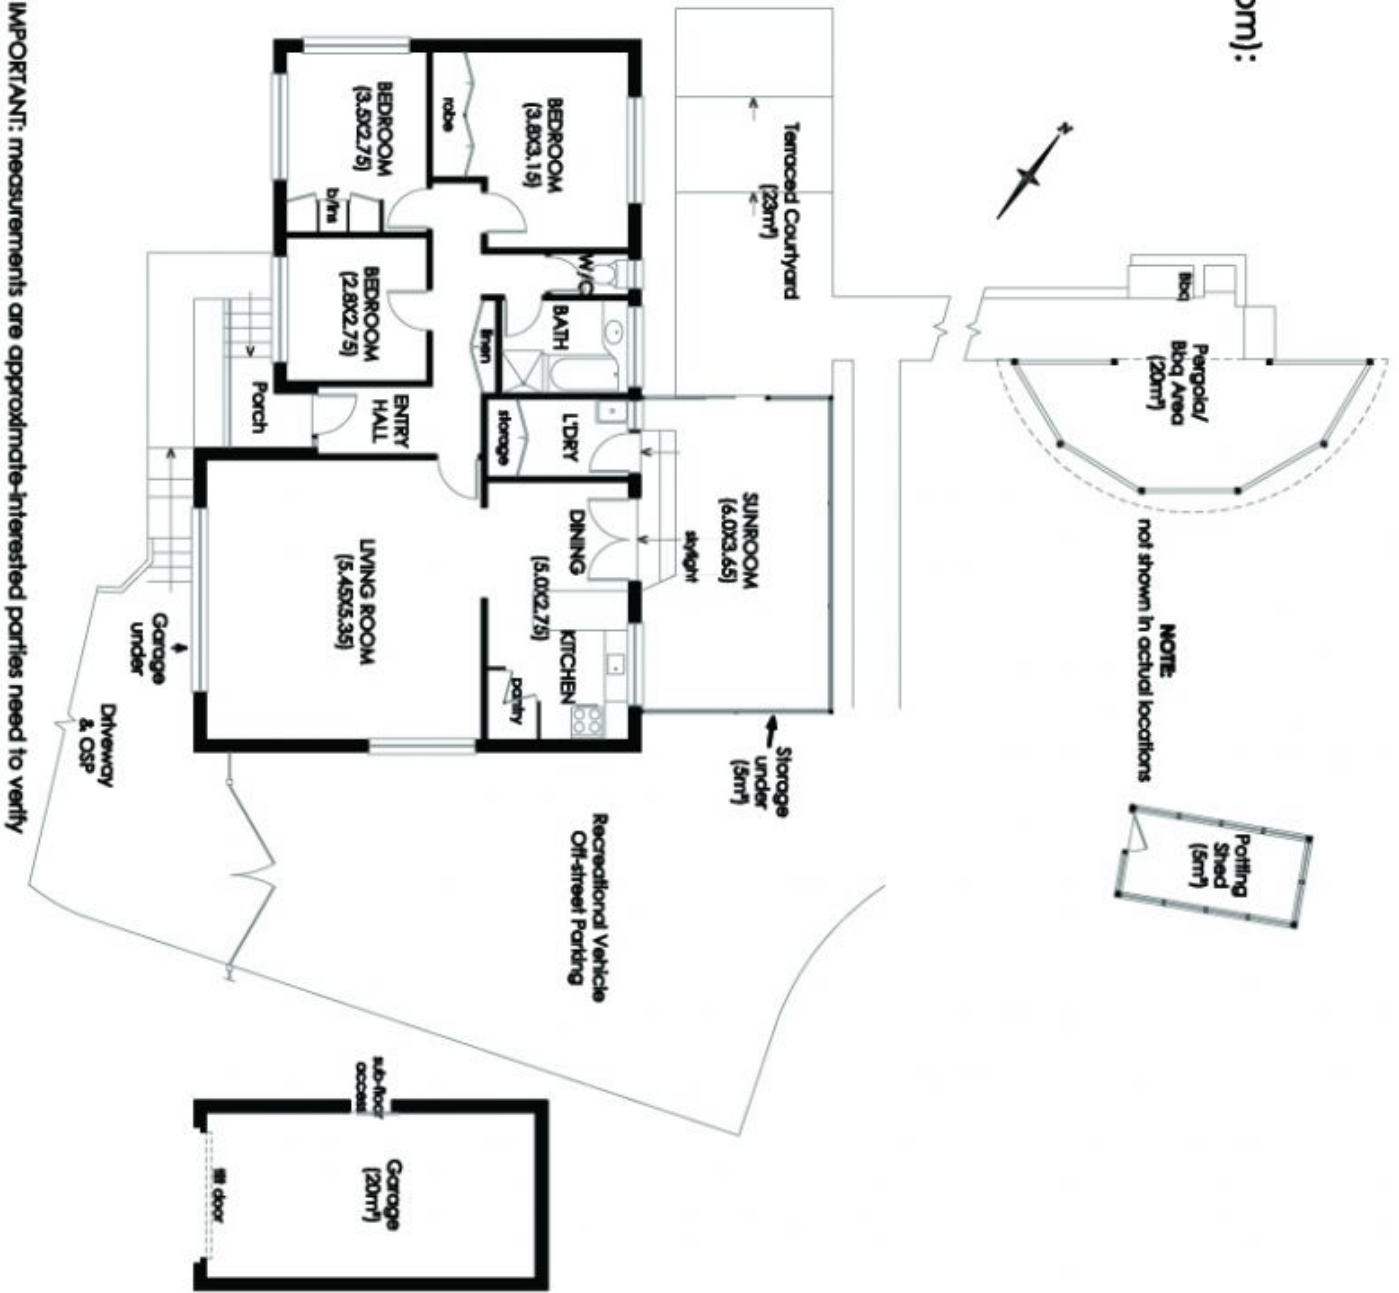 om):
N
Bbq
Pergola/
Bbq Area
(20m²)
NOTE:
not shown in actual locations
Potting
Shed
(5m²)
Terraced Courtyard
(23m²)
SUNROOM
(6.0X3.65)
skylight
Storage
under
(5m²)
BEDROOM
(3.8X3.15)
robe
W/C
BATH
linen
L'DRY
storage
DINING
(5.0X2.75)
KITCHEN
pantry
Recreational Vehicle
Off-street Parking
BEDROOM
(3.5X2.75)
b/ins
BEDROOM
(2.8X2.75)
ENTRY
HALL
LIVING ROOM
(5.45X5.35)
Porch
Garage
under
Driveway
& OSP
sub-floor
access
Garage
(20m²)
tilt door
IMPORTANT: measurements are approximate-interested parties need to verify